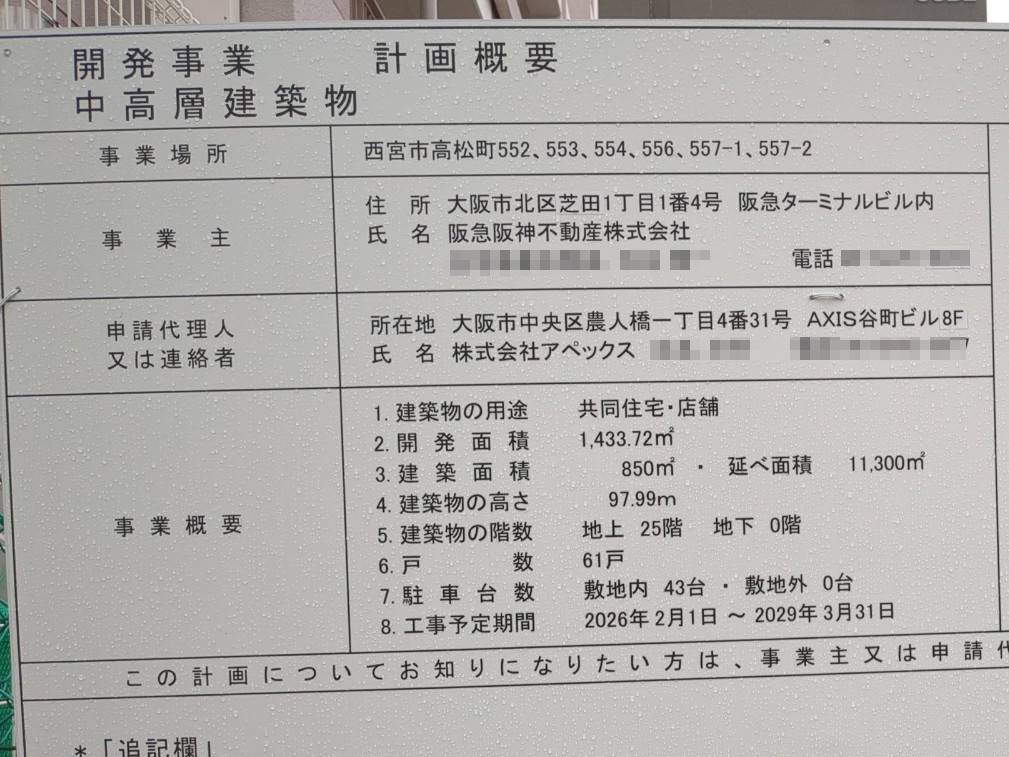 開発事業　計画概要
中高層建築物
事業場所　西宮市高松町552、553、554、556、557-1、557-2
事業主
住所　大阪市北区芝田1丁目1番4号　阪急ターミナルビル内
氏名　阪急阪神不動産株式会社
電話
申請代理人
又は連絡者
所在地　大阪市中央区農人橋一丁目4番31号　AXIS谷町ビル8F
氏名　株式会社アペックス
事業概要
1. 建築物の用途　共同住宅・店舗
2. 開発面積　1,433.72㎡
3. 建築面積　850㎡ ・ 延べ面積　11,300㎡
4. 建築物の高さ　97.99m
5. 建築物の階数　地上 25階　地下 0階
6. 戸数　61戸
7. 駐車台数　敷地内 43台 ・ 敷地外 0台
8. 工事予定期間　2026年2月1日 ～ 2029年3月31日
この計画についてお知りになりたい方は、事業主又は申請代
*「追記欄」